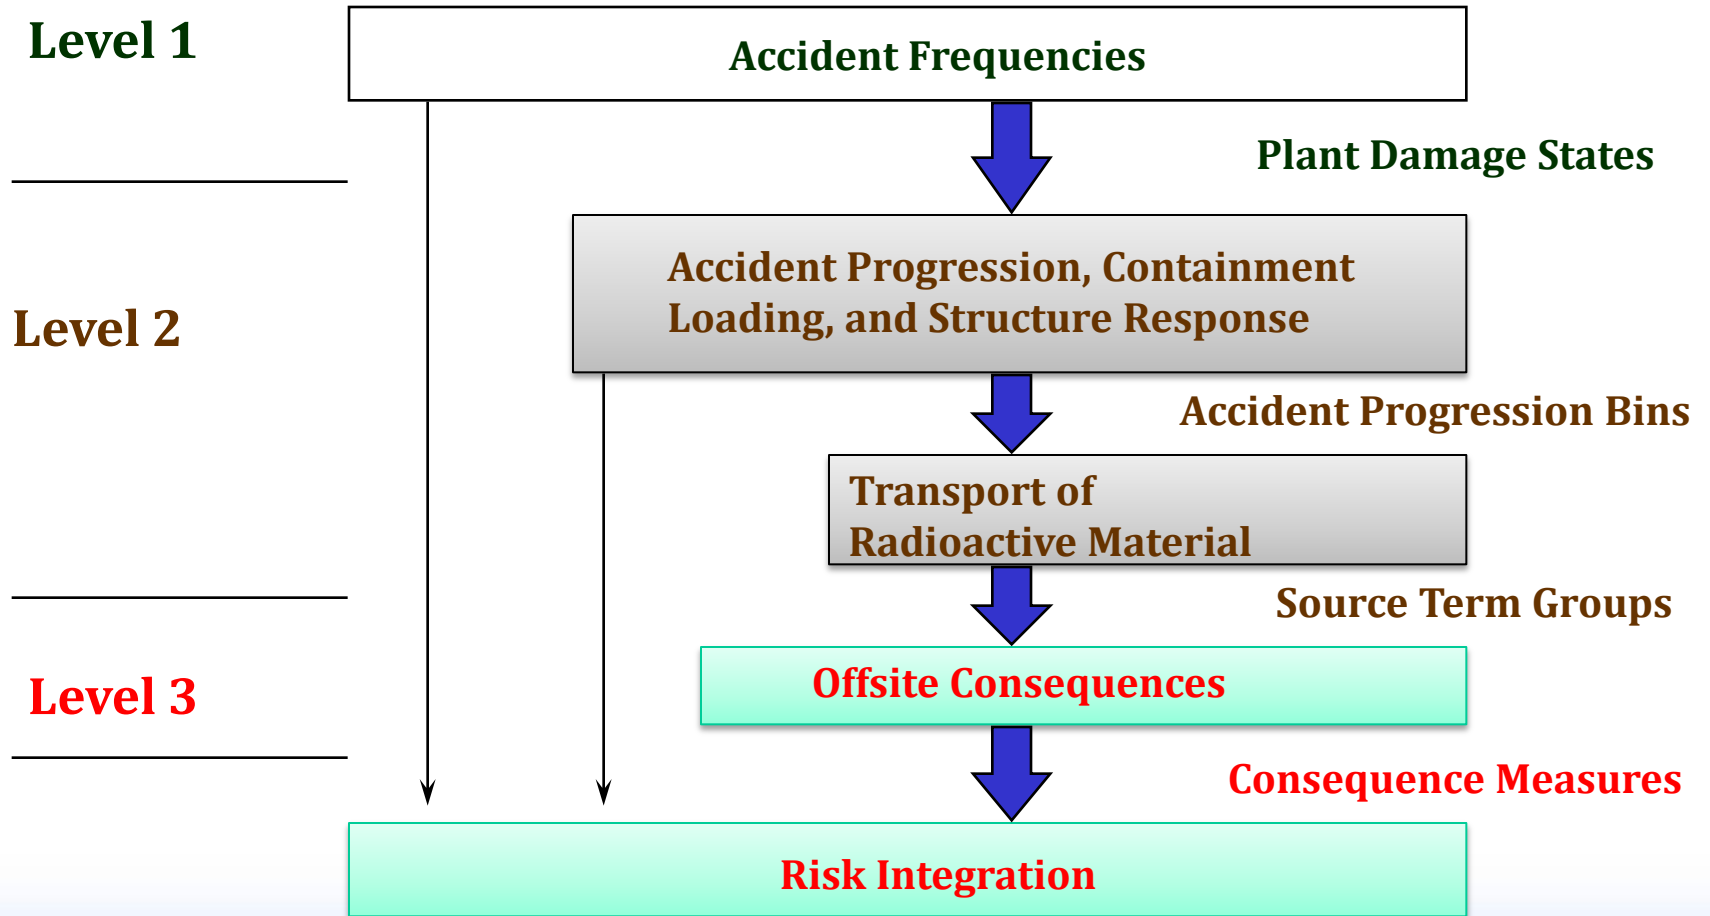 Level 1
Accident Frequencies
Plant Damage States
Level 2
Accident Progression, Containment
Loading, and Structure Response
Accident Progression Bins
Transport of
Radioactive Material
Source Term Groups
Level 3
Offsite Consequences
Consequence Measures
Risk Integration